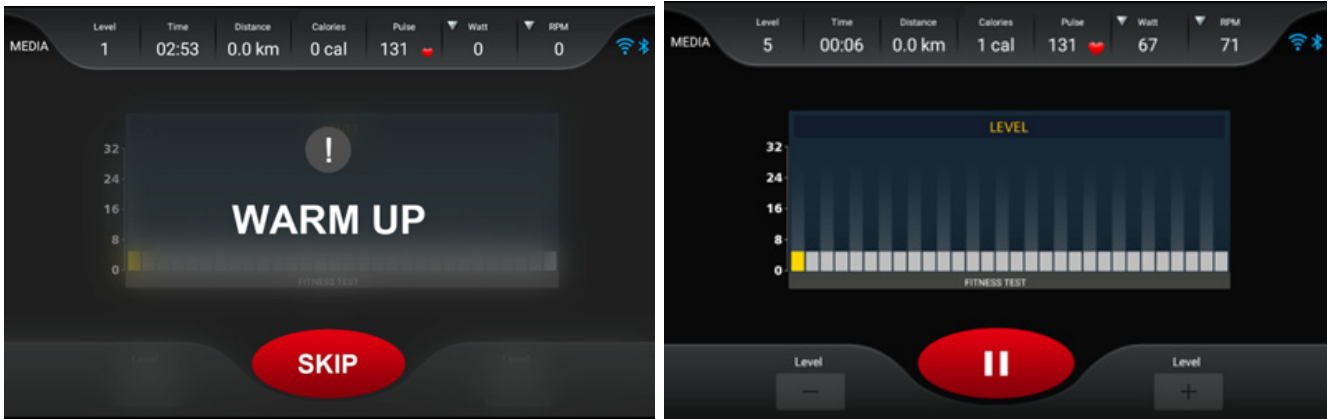 Level Time Distance Calories Pulse Watt RPM
MEDIA 1 02:53 0.0 km 0 cal 131 0 0
LEVEL
32
!
24
WARM UP
16
8
0
FITNESS TEST
Level Level
SKIP
Level Time Distance Calories Pulse Watt RPM
MEDIA 5 00:06 0.0 km 1 cal 131 67 71
LEVEL
32
24
16
8
0
FITNESS TEST
Level Level
− +